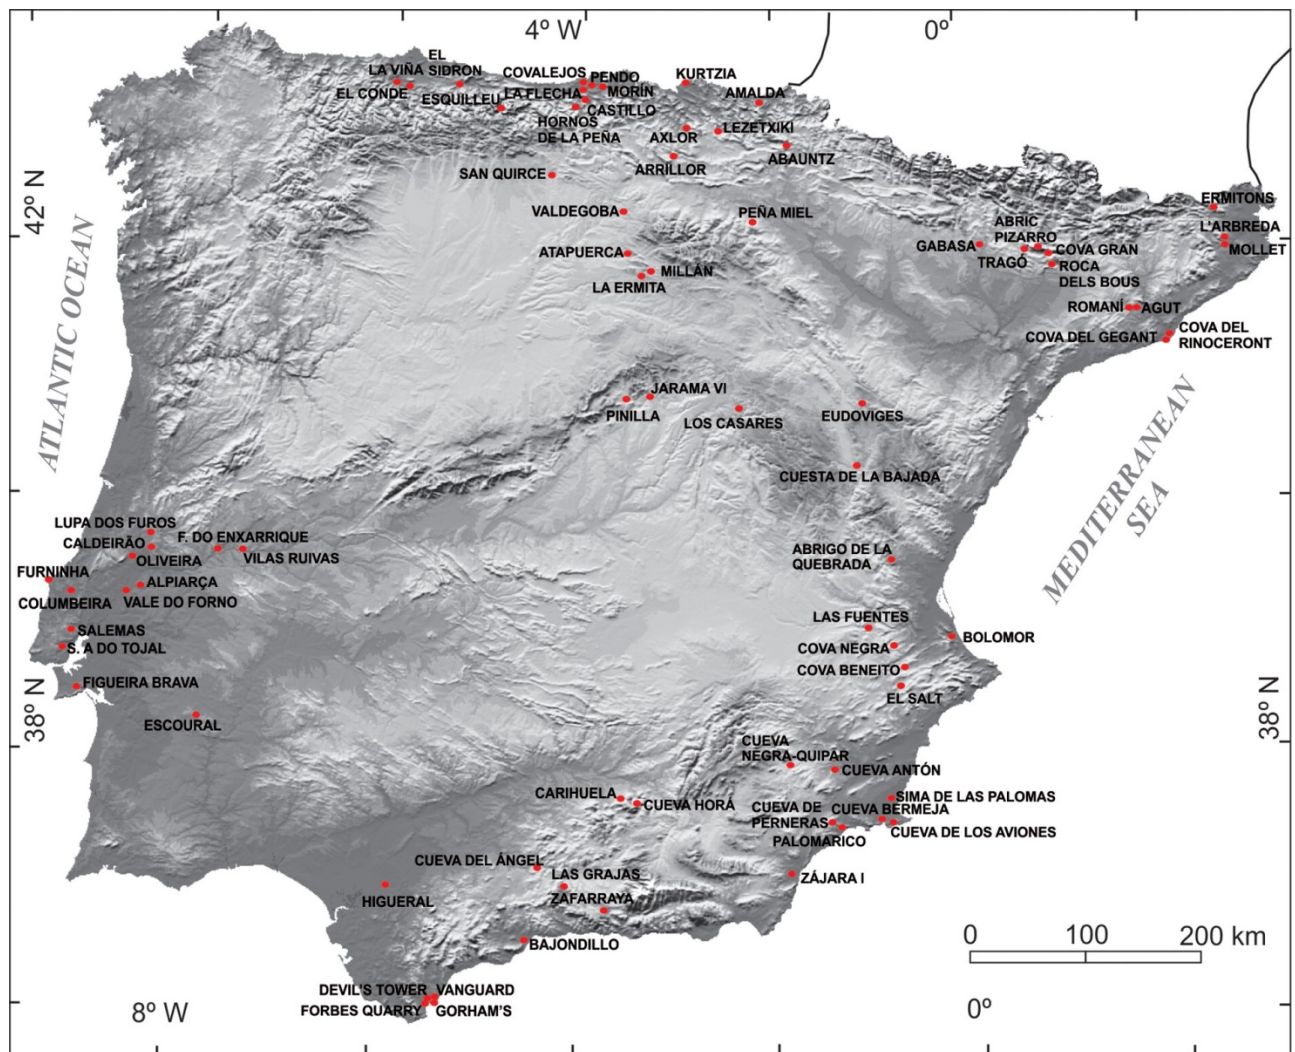 4º W
0º
EL
LA VIÑA SIDRON
COVALEJOS
PENDO
KURTZIA
EL CONDE
ESQUILLEU
LA FLECHA
MORÍN
AMALDA
CASTILLO
HORNOS
DE LA PEÑA
AXLOR
LEZETXIKI
ARRILLOR
ABAUNTZ
SAN QUIRCE
42º N
VALDEGOBA
PEÑA MIEL
ERMITONS
ABRIC
PIZARRO
L'ARBREDA
GABASA
COVA GRAN
MOLLET
TRAGÓ
ROCA
DELS BOUS
ATAPUERCA
MILLÁN
LA ERMITA
ROMANÍ
AGUT
COVA DEL GEGANT
COVA DEL
RINOCERONT
ATLANTIC OCEAN
JARAMA VI
PINILLA
LOS CASARES
EUDOVIGES
MEDITERRANEAN
SEA
CUESTA DE LA BAJADA
LUPA DOS FUROS
F. DO ENXARRIQUE
CALDEIRÃO
OLIVEIRA
VILAS RUIVAS
ABRIGO DE LA
QUEBRADA
FURNINHA
ALPIARÇA
COLUMBEIRA
VALE DO FORNO
LAS FUENTES
SALEMAS
BOLOMOR
S. A DO TOJAL
COVA NEGRA
COVA BENEITO
FIGUEIRA BRAVA
EL SALT
ESCOURAL
38º N
38º N
CUEVA
NEGRA-QUIPAR
CUEVA ANTÓN
CARIHUELA
CUEVA HORÁ
SIMA DE LAS PALOMAS
CUEVA DE
PERNERAS
CUEVA BERMEJA
PALOMARICO
CUEVA DE LOS AVIONES
CUEVA DEL ÁNGEL
LAS GRAJAS
ZÁJARA I
HIGUERAL
ZAFARRAYA
BAJONDILLO
0 100 200 km
DEVIL'S TOWER
VANGUARD
FORBES QUARRY
GORHAM'S
8º W
0º